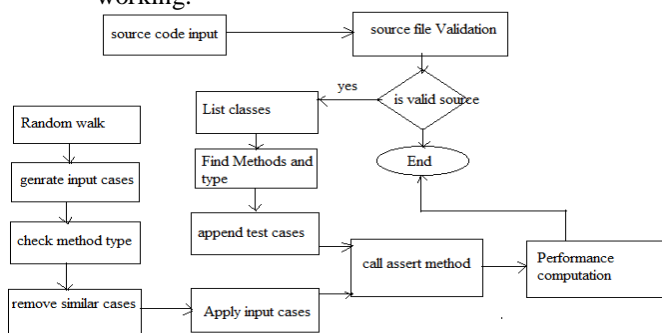 working.
source code input
source file Validation
is valid source
yes
List classes
Random walk
Find Methods and
type
End
genrate input cases
append test cases
check method type
call assert method
Performance
computation
remove similar cases
Apply input cases